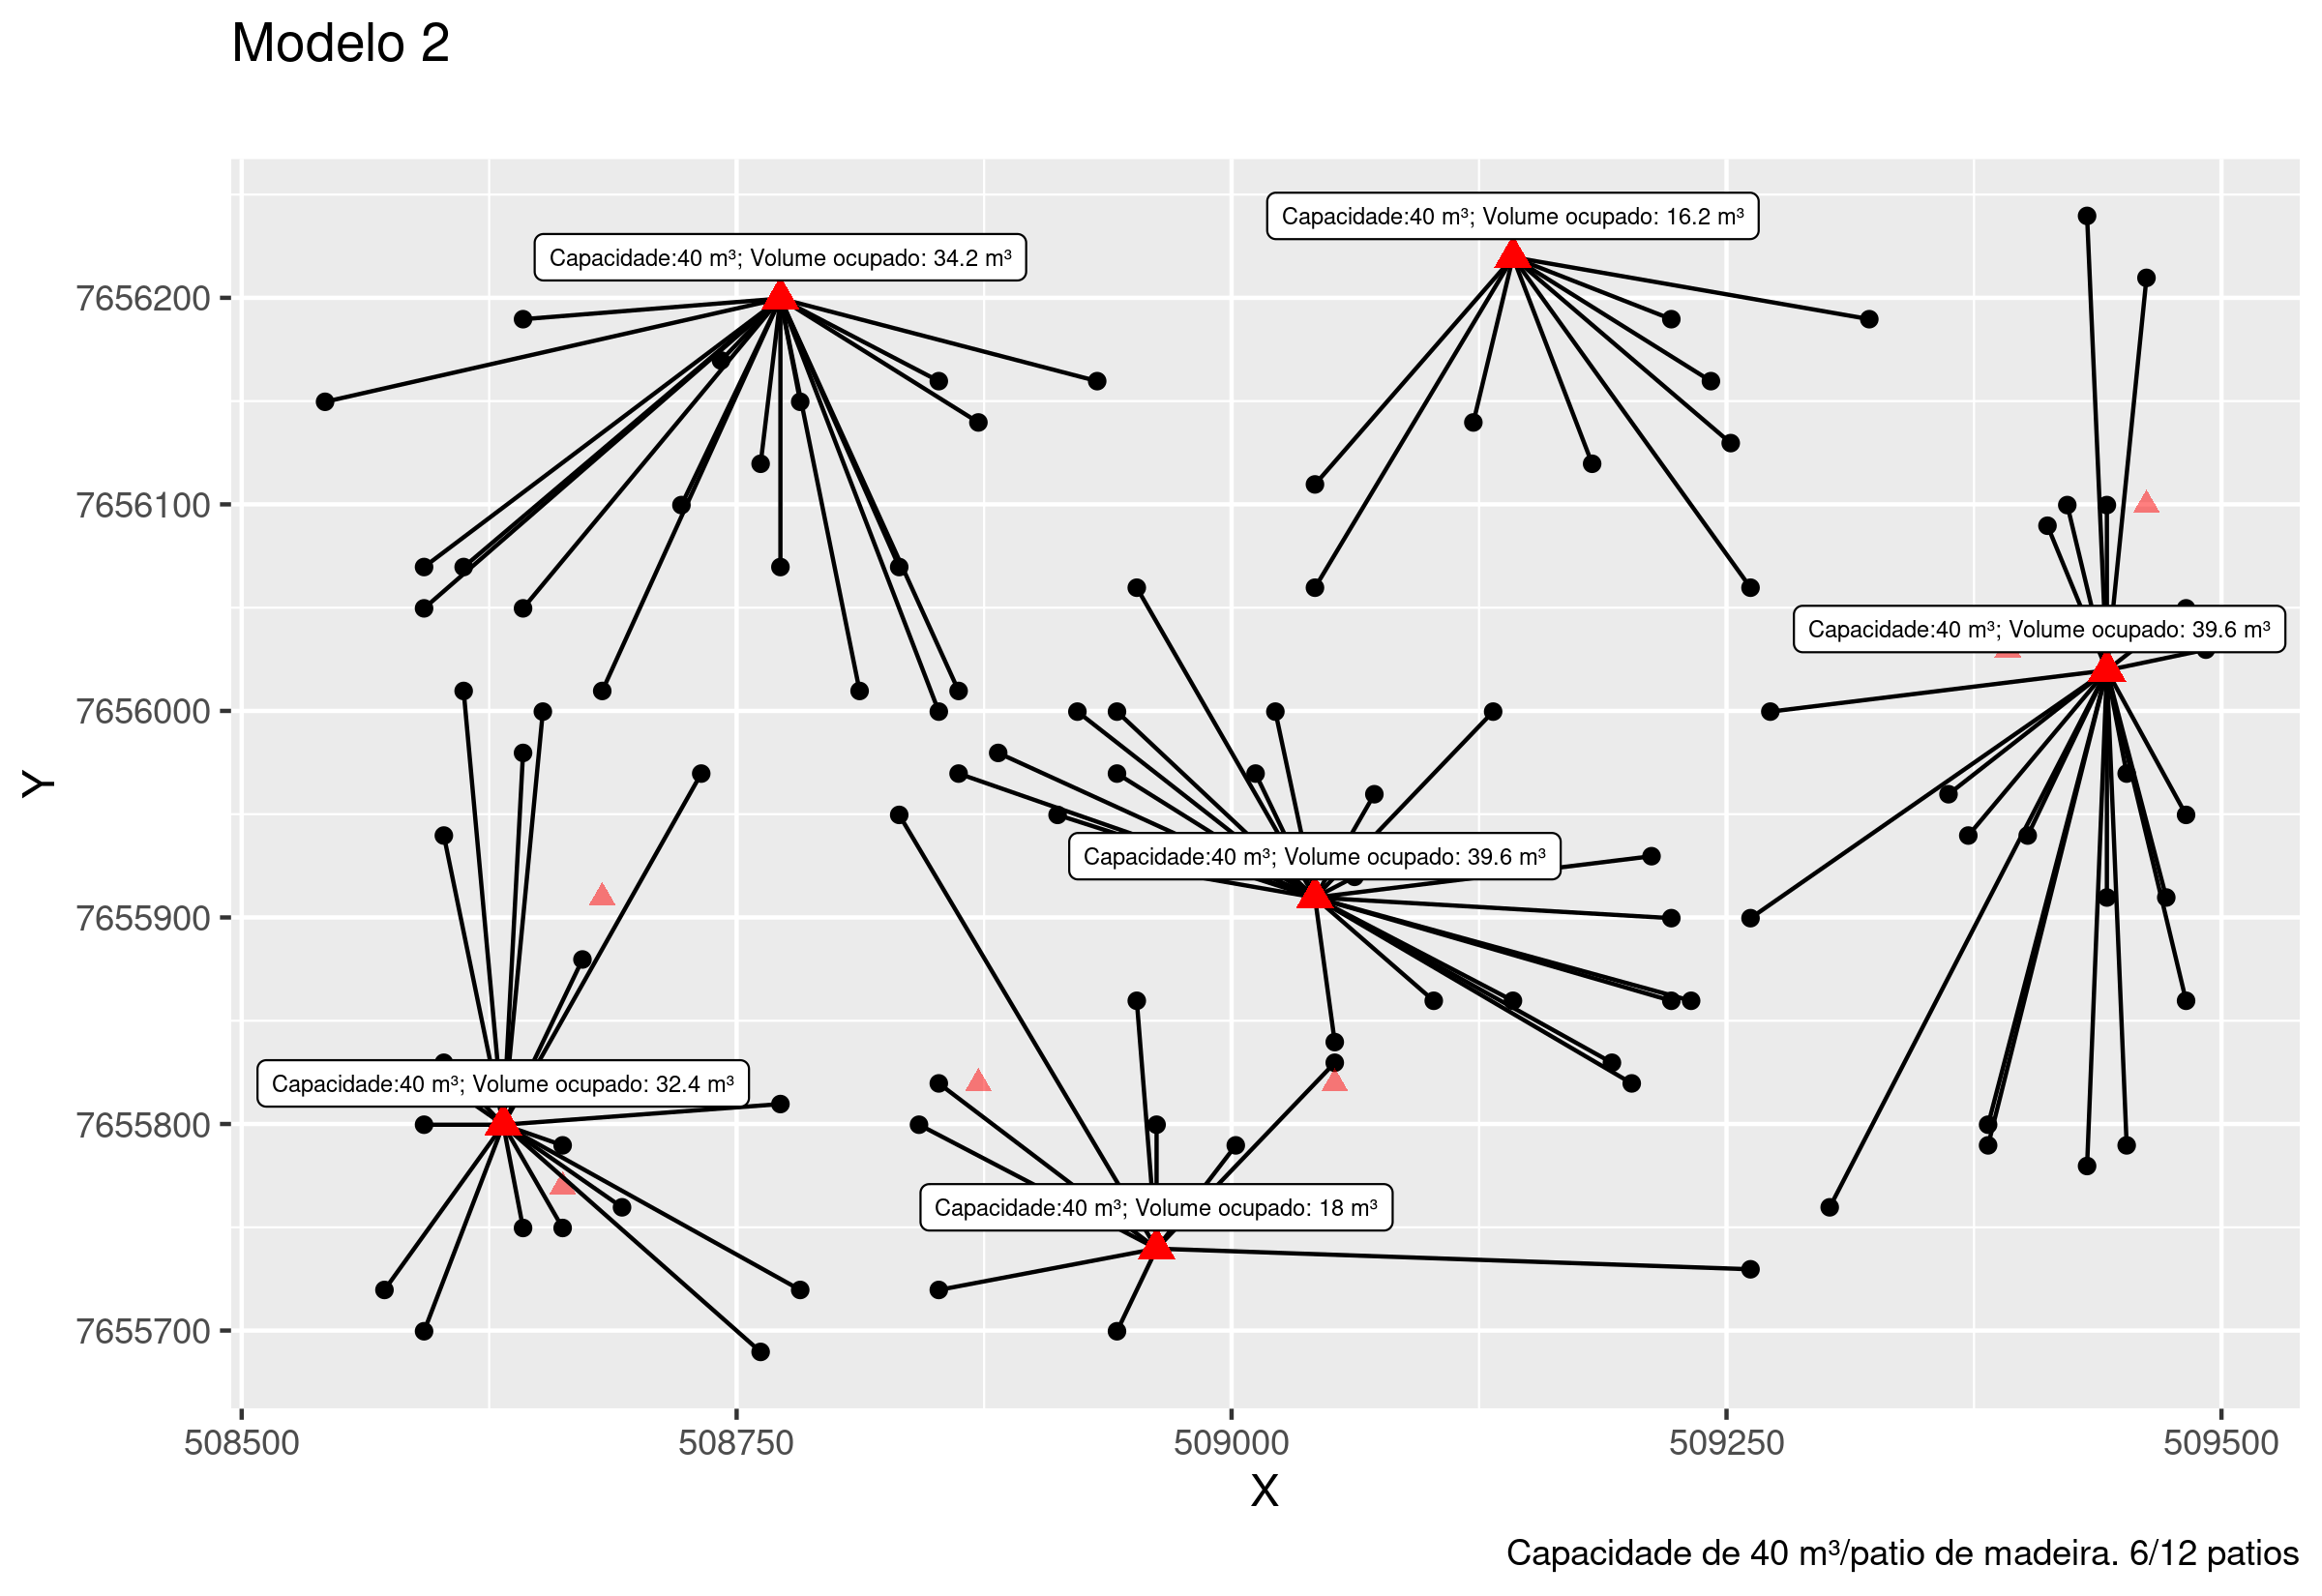 Modelo 2
Capacidade:40 m³; Volume ocupado: 16.2 m³
Capacidade:40 m³; Volume ocupado: 34.2 m³
Capacidade:40 m³; Volume ocupado: 39.6 m³
Capacidade:40 m³; Volume ocupado: 39.6 m³
Capacidade:40 m³; Volume ocupado: 32.4 m³
Capacidade:40 m³; Volume ocupado: 18 m³
7656200
7656100
7656000
7655900
7655800
7655700
Y
508500 508750 509000 509250 509500
X
Capacidade de 40 m³/patio de madeira. 6/12 patios